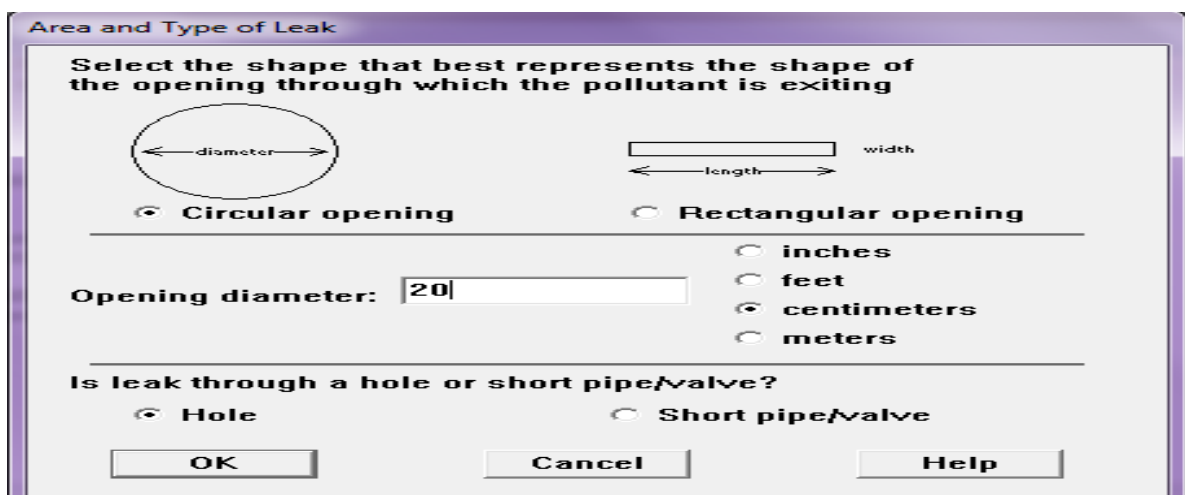 Area and Type of Leak
Select the shape that best represents the shape of
the opening through which the pollutant is exiting
diameter
width
length
Circular opening
Rectangular opening
inches
feet
Opening diameter: 20
centimeters
meters
Is leak through a hole or short pipe/valve?
Hole
Short pipe/valve
OK
Cancel
Help